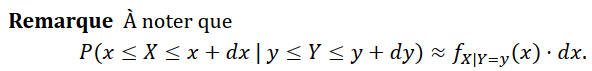 Remarque À noter que
P(x ≤ X ≤ x + dx | y ≤ Y ≤ y + dy) ≈ f_{X|Y=y}(x) · dx.